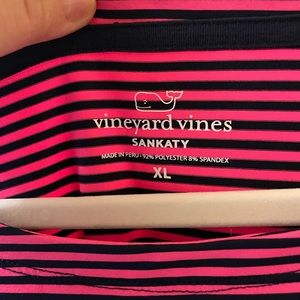 vineyard vines
SANKATY
MADE IN PERU • 92% POLYESTER 8% SPANDEX
XL